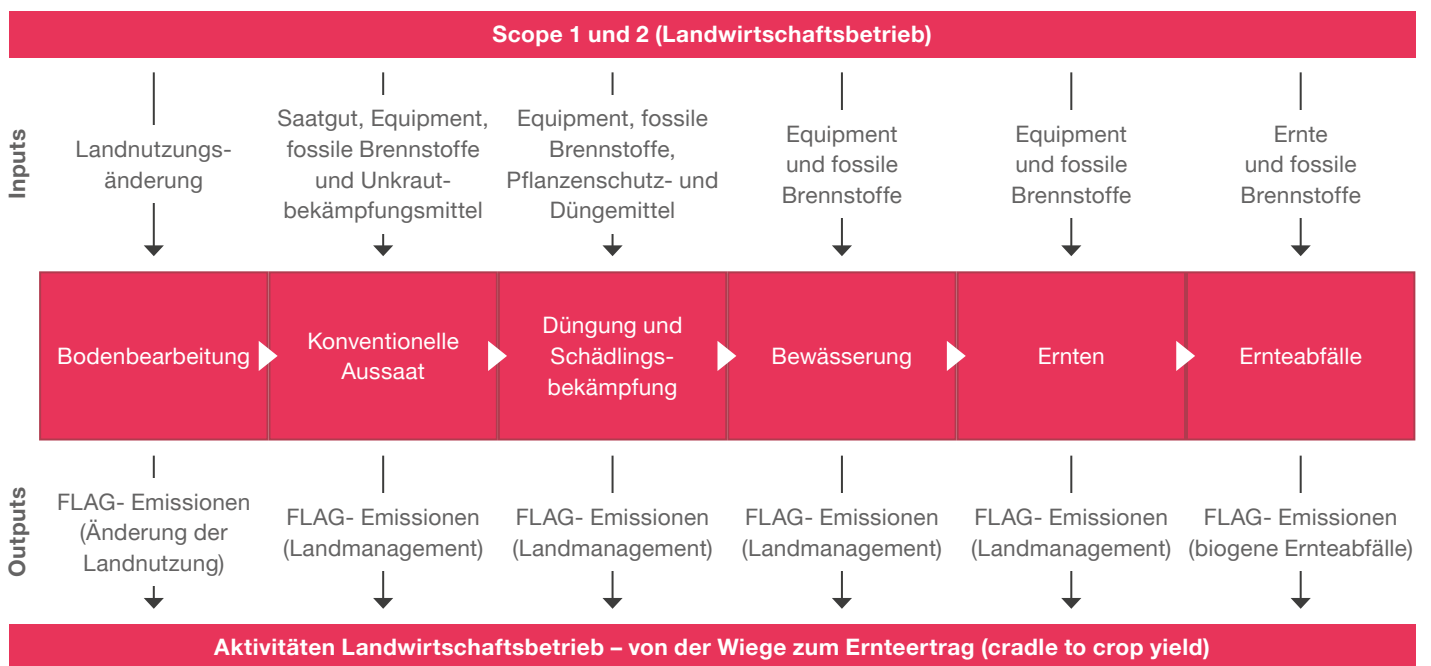 Scope 1 und 2 (Landwirtschaftsbetrieb)
Inputs
Landnutzungs-
änderung
Saatgut, Equipment,
fossile Brennstoffe
und Unkraut-
bekämpfungsmittel
Equipment, fossile
Brennstoffe,
Pflanzenschutz- und
Düngemittel
Equipment
und fossile
Brennstoffe
Equipment
und fossile
Brennstoffe
Ernte
und fossile
Brennstoffe
Bodenbearbeitung
Konventionelle
Aussaat
Düngung und
Schädlings-
bekämpfung
Bewässerung
Ernten
Ernteabfälle
Outputs
FLAG- Emissionen
(Änderung der
Landnutzung)
FLAG- Emissionen
(Landmanagement)
FLAG- Emissionen
(Landmanagement)
FLAG- Emissionen
(Landmanagement)
FLAG- Emissionen
(Landmanagement)
FLAG- Emissionen
(biogene Ernteabfälle)
Aktivitäten Landwirtschaftsbetrieb – von der Wiege zum Ernteertrag (cradle to crop yield)